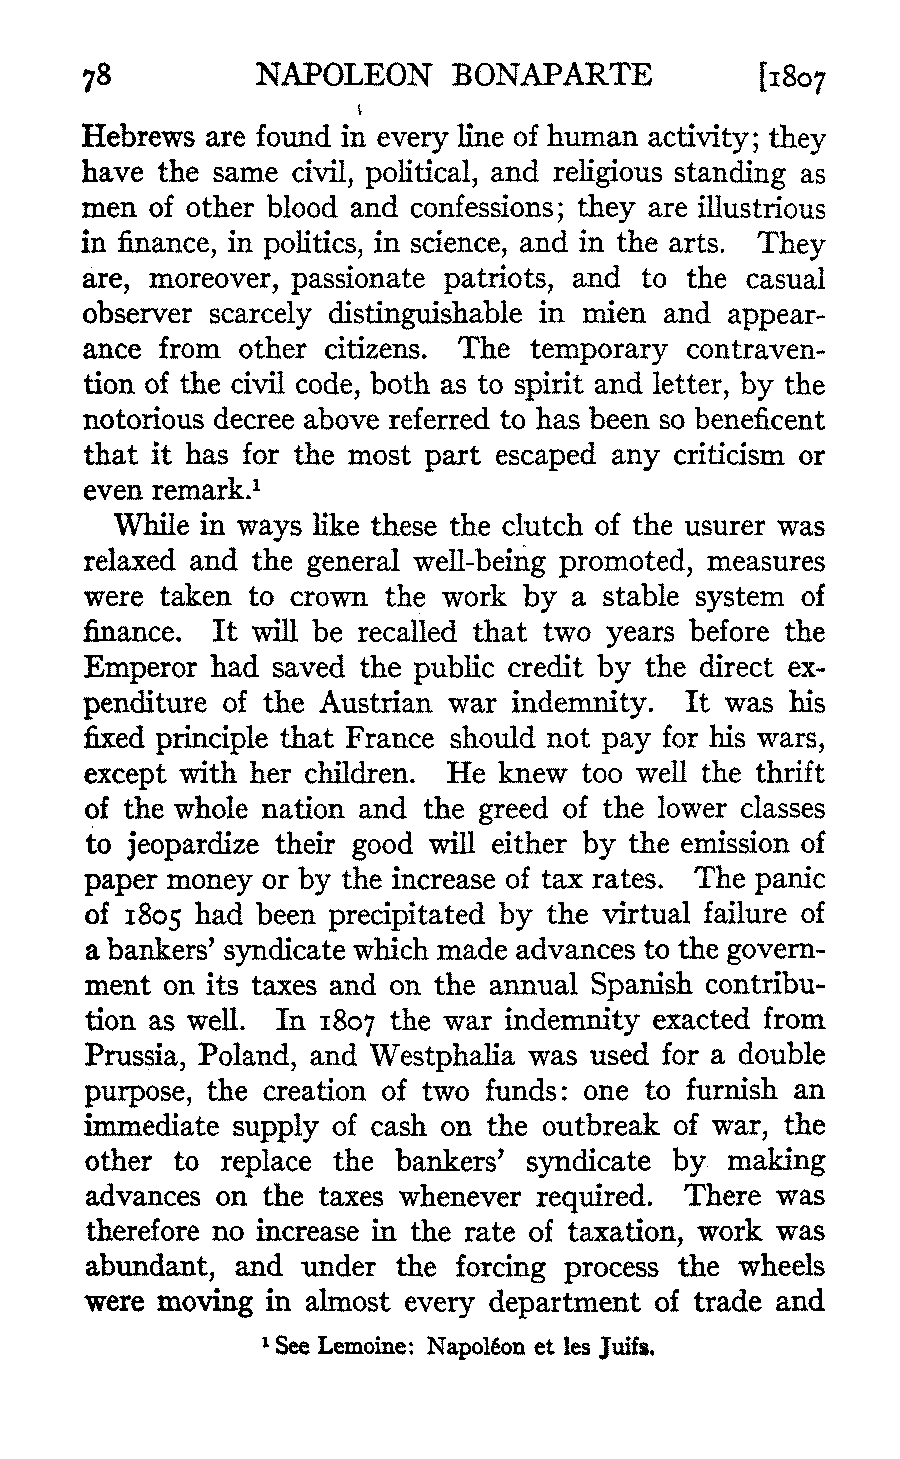 78 NAPOLEON BONAPARTE [1807
Hebrews are found in every line of human activity; they
have the same civil, political, and religious standing as
men of other blood and confessions; they are illustrious
in finance, in politics, in science, and in the arts. They
are, moreover, passionate patriots, and to the casual
observer scarcely distinguishable in mien and appear-
ance from other citizens. The temporary contraven-
tion of the civil code, both as to spirit and letter, by the
notorious decree above referred to has been so beneficent
that it has for the most part escaped any criticism or
even remark.¹
While in ways like these the clutch of the usurer was
relaxed and the general well-being promoted, measures
were taken to crown the work by a stable system of
finance. It will be recalled that two years before the
Emperor had saved the public credit by the direct ex-
penditure of the Austrian war indemnity. It was his
fixed principle that France should not pay for his wars,
except with her children. He knew too well the thrift
of the whole nation and the greed of the lower classes
to jeopardize their good will either by the emission of
paper money or by the increase of tax rates. The panic
of 1805 had been precipitated by the virtual failure of
a bankers' syndicate which made advances to the govern-
ment on its taxes and on the annual Spanish contribu-
tion as well. In 1807 the war indemnity exacted from
Prussia, Poland, and Westphalia was used for a double
purpose, the creation of two funds: one to furnish an
immediate supply of cash on the outbreak of war, the
other to replace the bankers' syndicate by making
advances on the taxes whenever required. There was
therefore no increase in the rate of taxation, work was
abundant, and under the forcing process the wheels
were moving in almost every department of trade and
¹ See Lemoine: Napoléon et les Juifs.